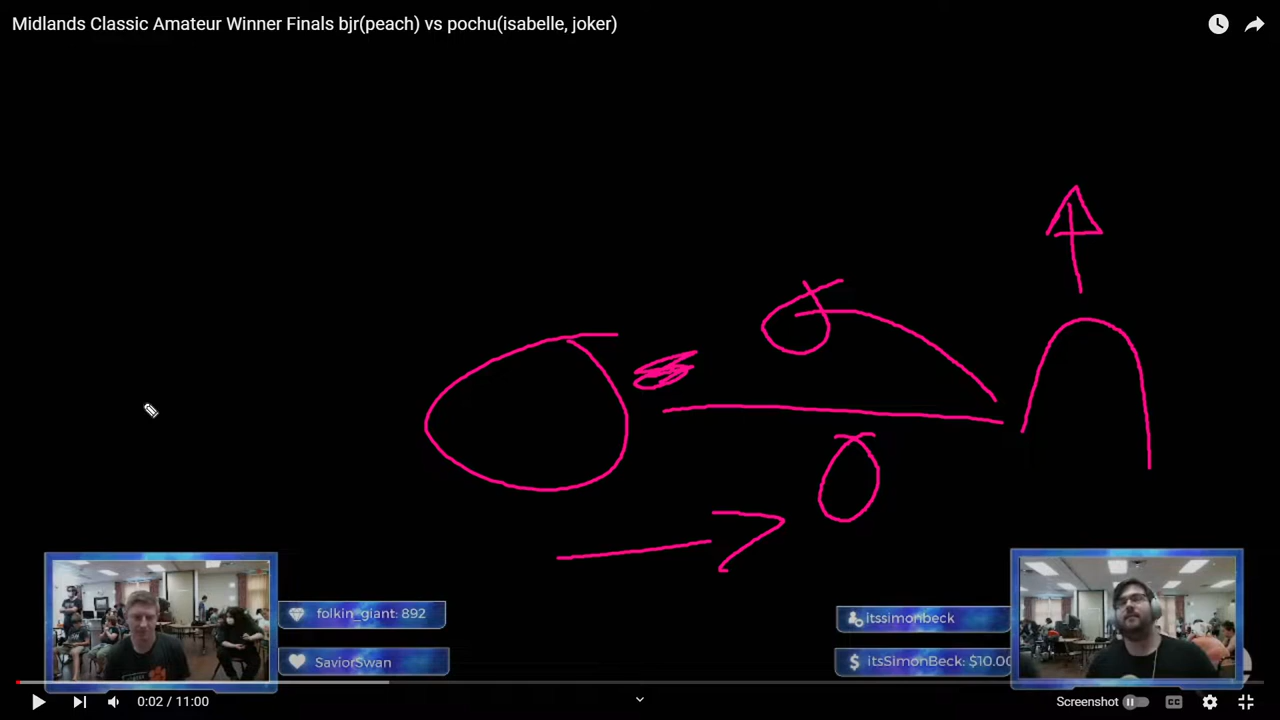 Midlands Classic Amateur Winner Finals bjr(peach) vs pochu(isabelle, joker)
folkin_giant: 892
itssimonbeck
SaviorSwan
itsSimonBeck: $10.00
0:02 / 11:00
Screenshot
CC